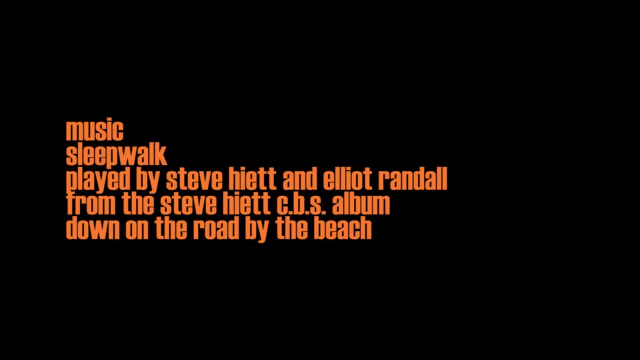 music
sleepwalk
played by steve hiett and elliot randall
from the steve hiett c.b.s. album
down on the road by the beach